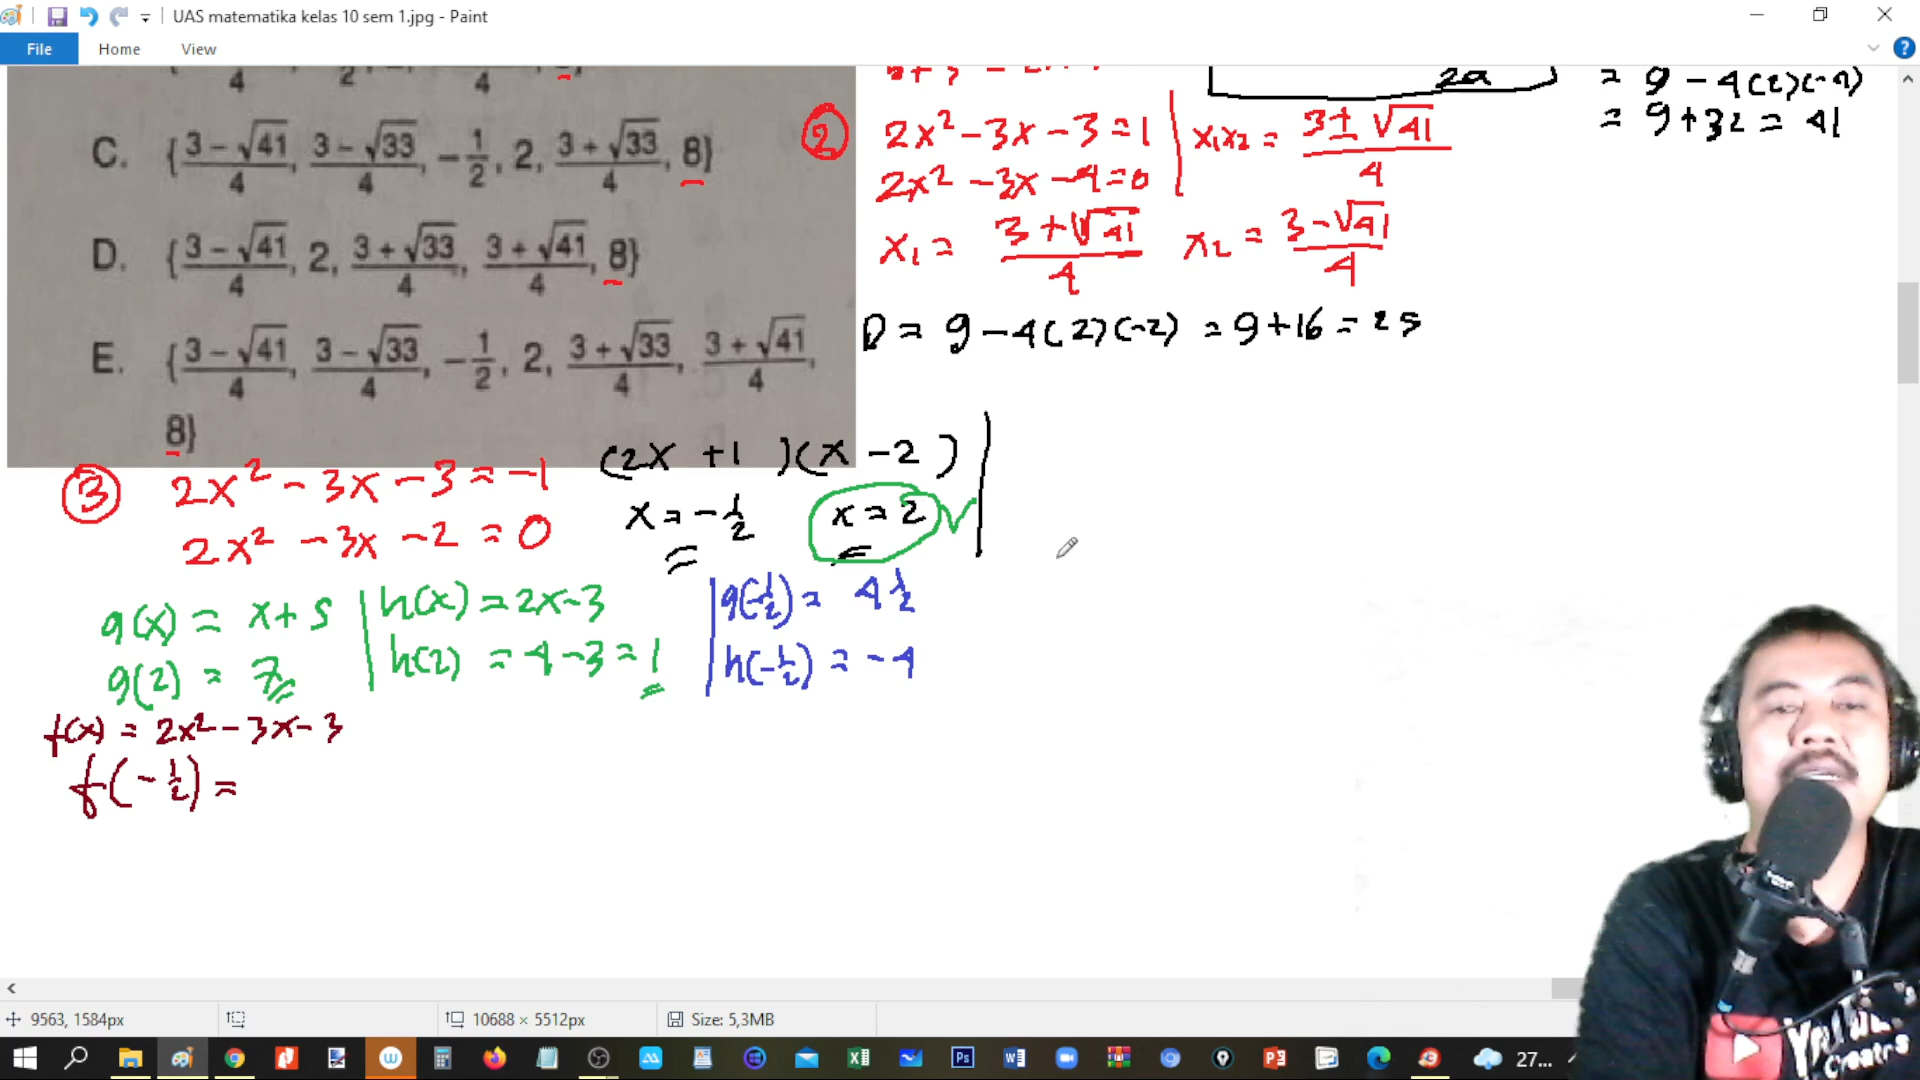 UAS matematika kelas 10 sem 1.jpg - Paint
File Home View
C. {(3 − √41)/4, (3 − √33)/4, −1/2, 2, (3 + √33)/4, 8}
D. {(3 − √41)/4, 2, (3 + √33)/4, (3 + √41)/4, 8}
E. {(3 − √41)/4, (3 − √33)/4, −1/2, 2, (3 + √33)/4, (3 + √41)/4,
8}
2a
= 9 − 4(2)(-4)
= 9 + 32 = 41
② 2x² − 3x − 3 = 1
2x² − 3x − 4 = 0
x₁x₂ = (3 ± √41)/4
x₁ = (3 + √41)/4 x₂ = (3 − √41)/4
D = 9 − 4(2)(−2) = 9 + 16 = 25
③ 2x² − 3x − 3 = −1
2x² − 3x − 2 = 0
(2x + 1)(x − 2)
x = −1/2 x = 2 ✓
g(x) = x + 5
g(2) = 7
h(x) = 2x − 3
h(2) = 4 − 3 = 1
g(−1/2) = 4 1/2
h(−1/2) = −4
f(x) = 2x² − 3x − 3
f(−1/2) =
9563, 1584px
10688 × 5512px
Size: 5,3MB
27...